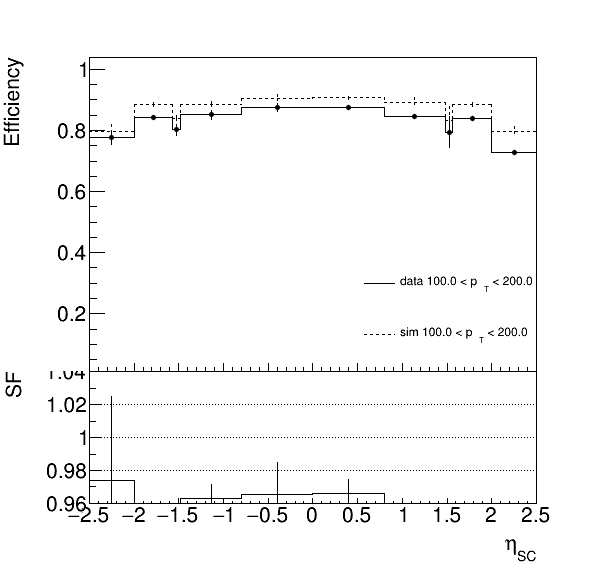 Efficiency
1
0.8
0.6
0.4
0.2
data 100.0 < p T < 200.0
sim 100.0 < p T < 200.0
SF
1.04
1.02
1
0.98
0.96
−2.5 −2 −1.5 −1 −0.5 0 0.5 1 1.5 2 2.5
ηSC